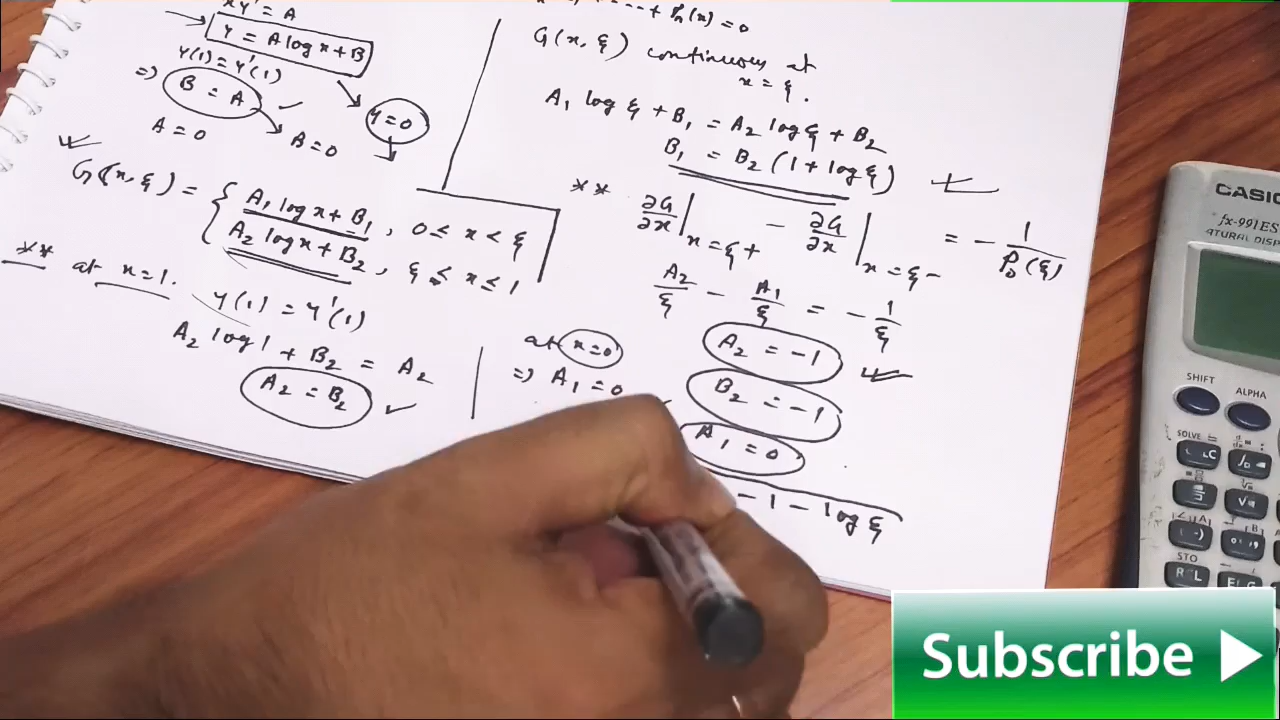 xy' = A
Y = A log x + B
Y(1) = Y'(1)
=> B = A
Y = 0
A = 0
B = 0
G(x, ξ) = { A₁ log x + B₁, 0 ≤ x < ξ
A₂ log x + B₂, ξ ≤ x ≤ 1
** at x = 1.
Y(1) = Y'(1)
A₂ log 1 + B₂ = A₂
A₂ = B₂
(x) = 0
G(x, ξ) continuous at
x = ξ.
A₁ log ξ + B₁ = A₂ log ξ + B₂
B₁ = B₂ (1 + log ξ)
** ∂G/∂x |x = ξ+ - ∂G/∂x |x = ξ- = - 1/P₀(ξ)
A₂/ξ - A₁/ξ = - 1/ξ
at x=0
=> A₁ = 0
A₂ = -1
B₂ = -1
A₁ = 0
- 1 - log ξ
CASIO
fx-991ES
SHIFT
ALPHA
SOLVE
STO
RCL
Subscribe